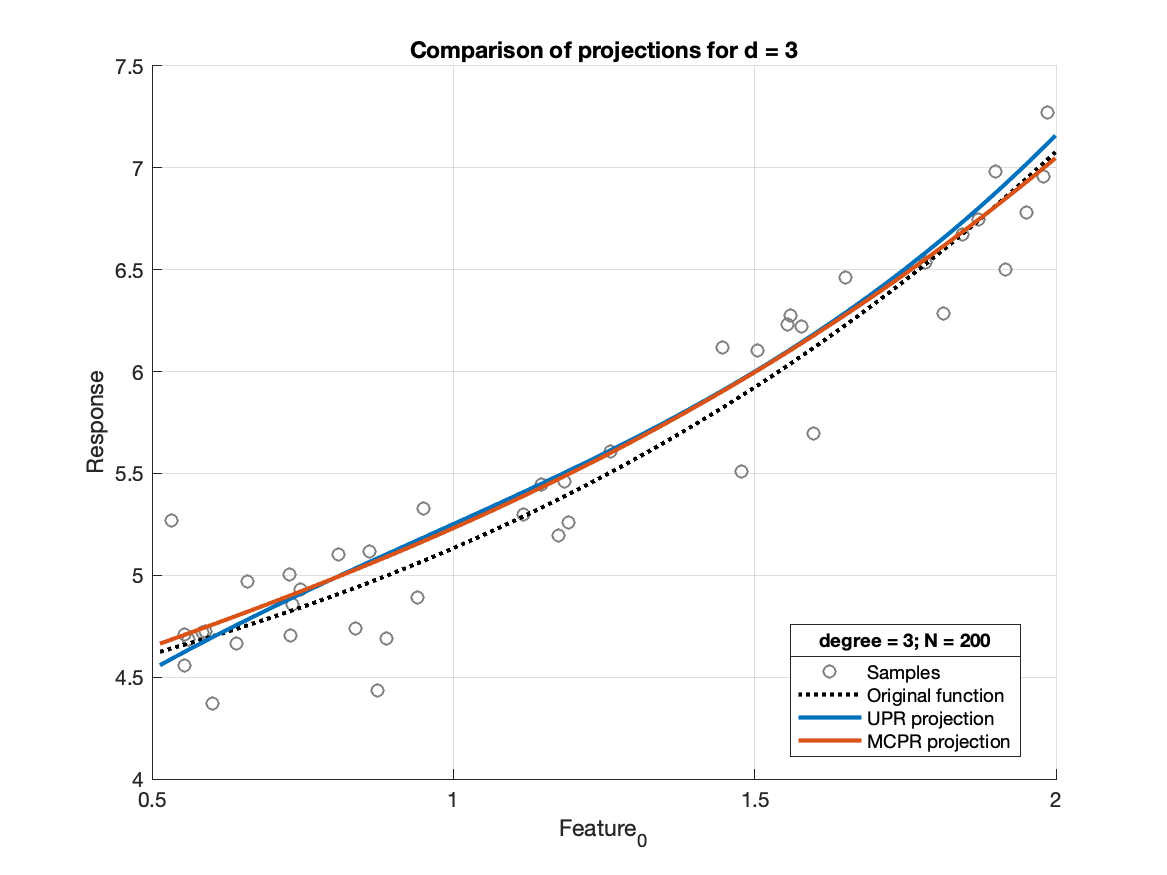 Comparison of projections for d = 3
7.5
7
6.5
6
5.5
5
4.5
4
Response
0.5
1
1.5
2
Feature0
degree = 3; N = 200
Samples
Original function
UPR projection
MCPR projection